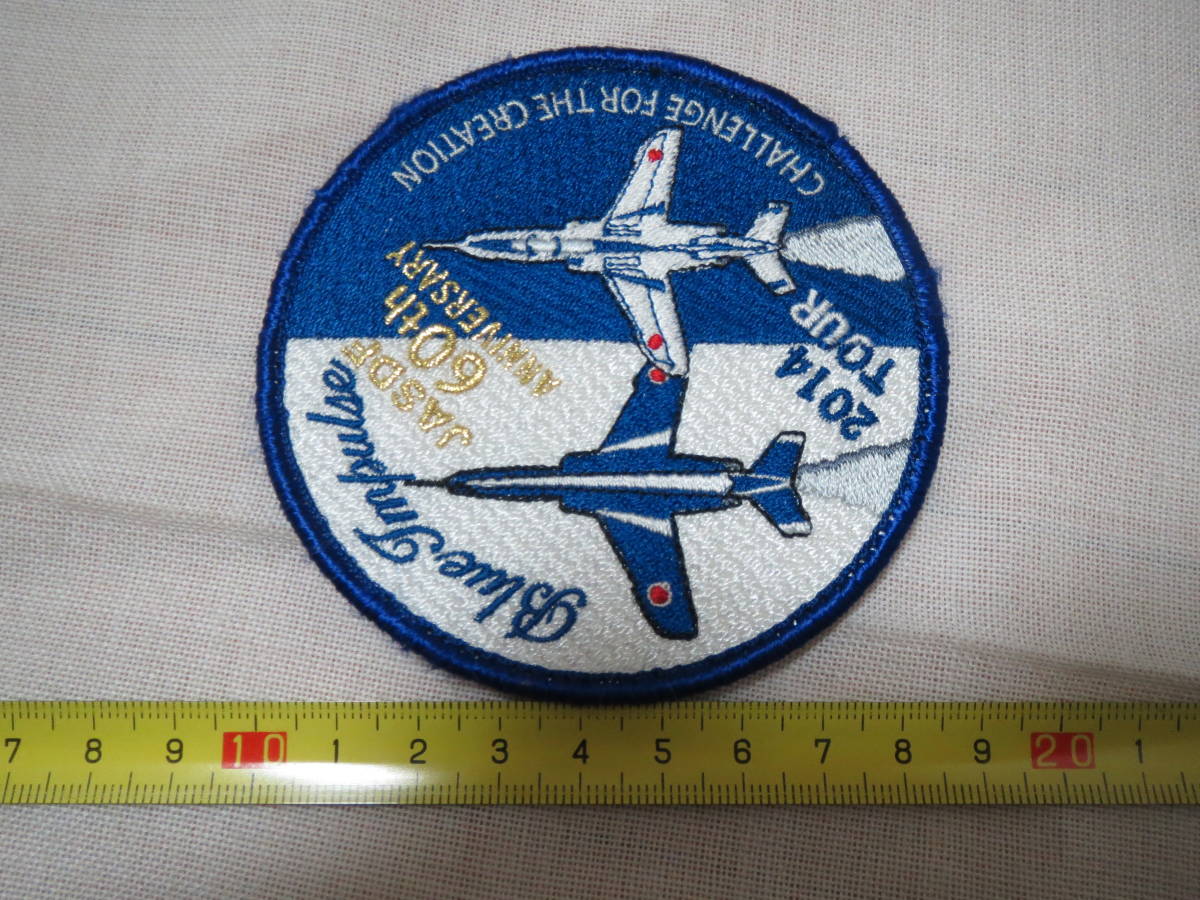 CHALLENGE FOR THE CREATION
JASDF
60th
ANNIVERSARY
2014
TOUR
Blue Impulse
7 8 9 10 1 2 3 4 5 6 7 8 9 20 1